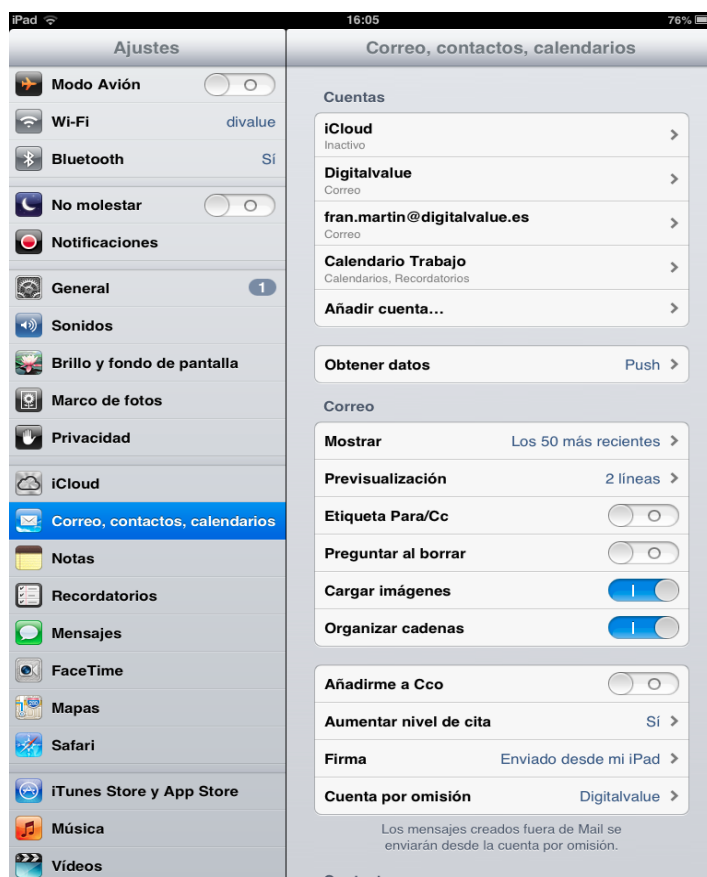 iPad 16:05 76%
Ajustes
Modo Avión
Wi-Fi divalue
Bluetooth Sí
No molestar
Notificaciones
General 1
Sonidos
Brillo y fondo de pantalla
Marco de fotos
Privacidad
iCloud
Correo, contactos, calendarios
Notas
Recordatorios
Mensajes
FaceTime
Mapas
Safari
iTunes Store y App Store
Música
Vídeos
Correo, contactos, calendarios
Cuentas
iCloud
Inactivo
Digitalvalue
Correo
fran.martin@digitalvalue.es
Correo
Calendario Trabajo
Calendarios, Recordatorios
Añadir cuenta...
Obtener datos Push
Correo
Mostrar Los 50 más recientes
Previsualización 2 líneas
Etiqueta Para/Cc
Preguntar al borrar
Cargar imágenes
Organizar cadenas
Añadirme a Cco
Aumentar nivel de cita Sí
Firma Enviado desde mi iPad
Cuenta por omisión Digitalvalue
Los mensajes creados fuera de Mail se
enviarán desde la cuenta por omisión.